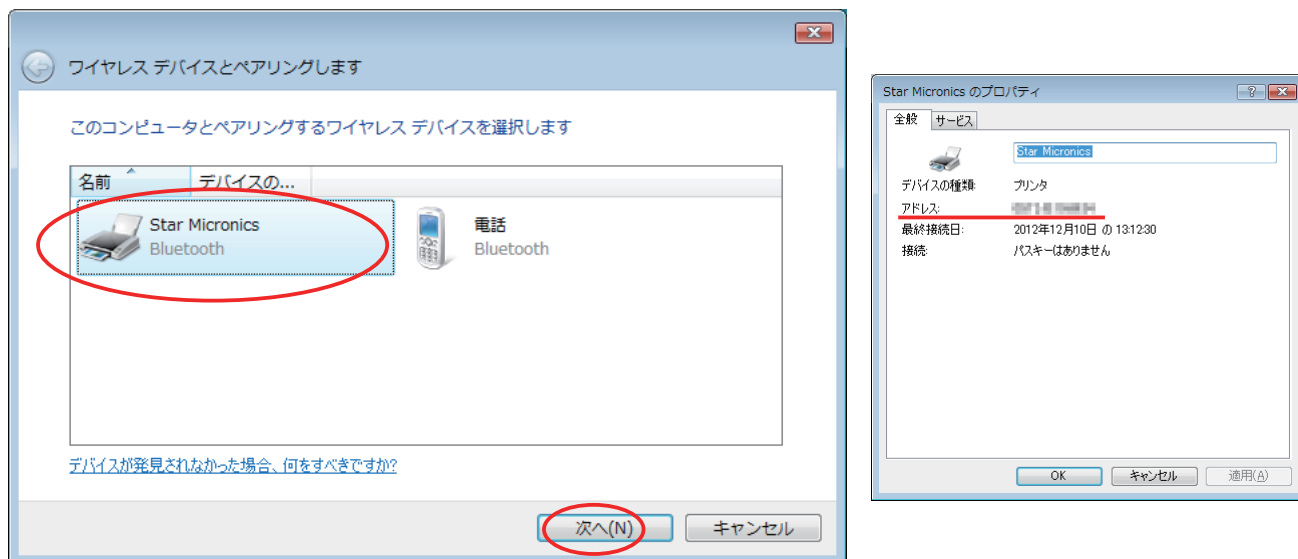 ワイヤレス デバイスとペアリングします
このコンピュータとペアリングするワイヤレス デバイスを選択します
名前 デバイスの...
Star Micronics
Bluetooth
電話
Bluetooth
デバイスが発見されなかった場合、何をすべきですか?
次へ(N) キャンセル
Star Micronics のプロパティ
全般 サービス
Star Micronics
デバイスの種類: プリンタ
アドレス:
最終接続日: 2012年12月10日 の 13:12:30
接続: パスキーはありません
OK キャンセル 適用(A)